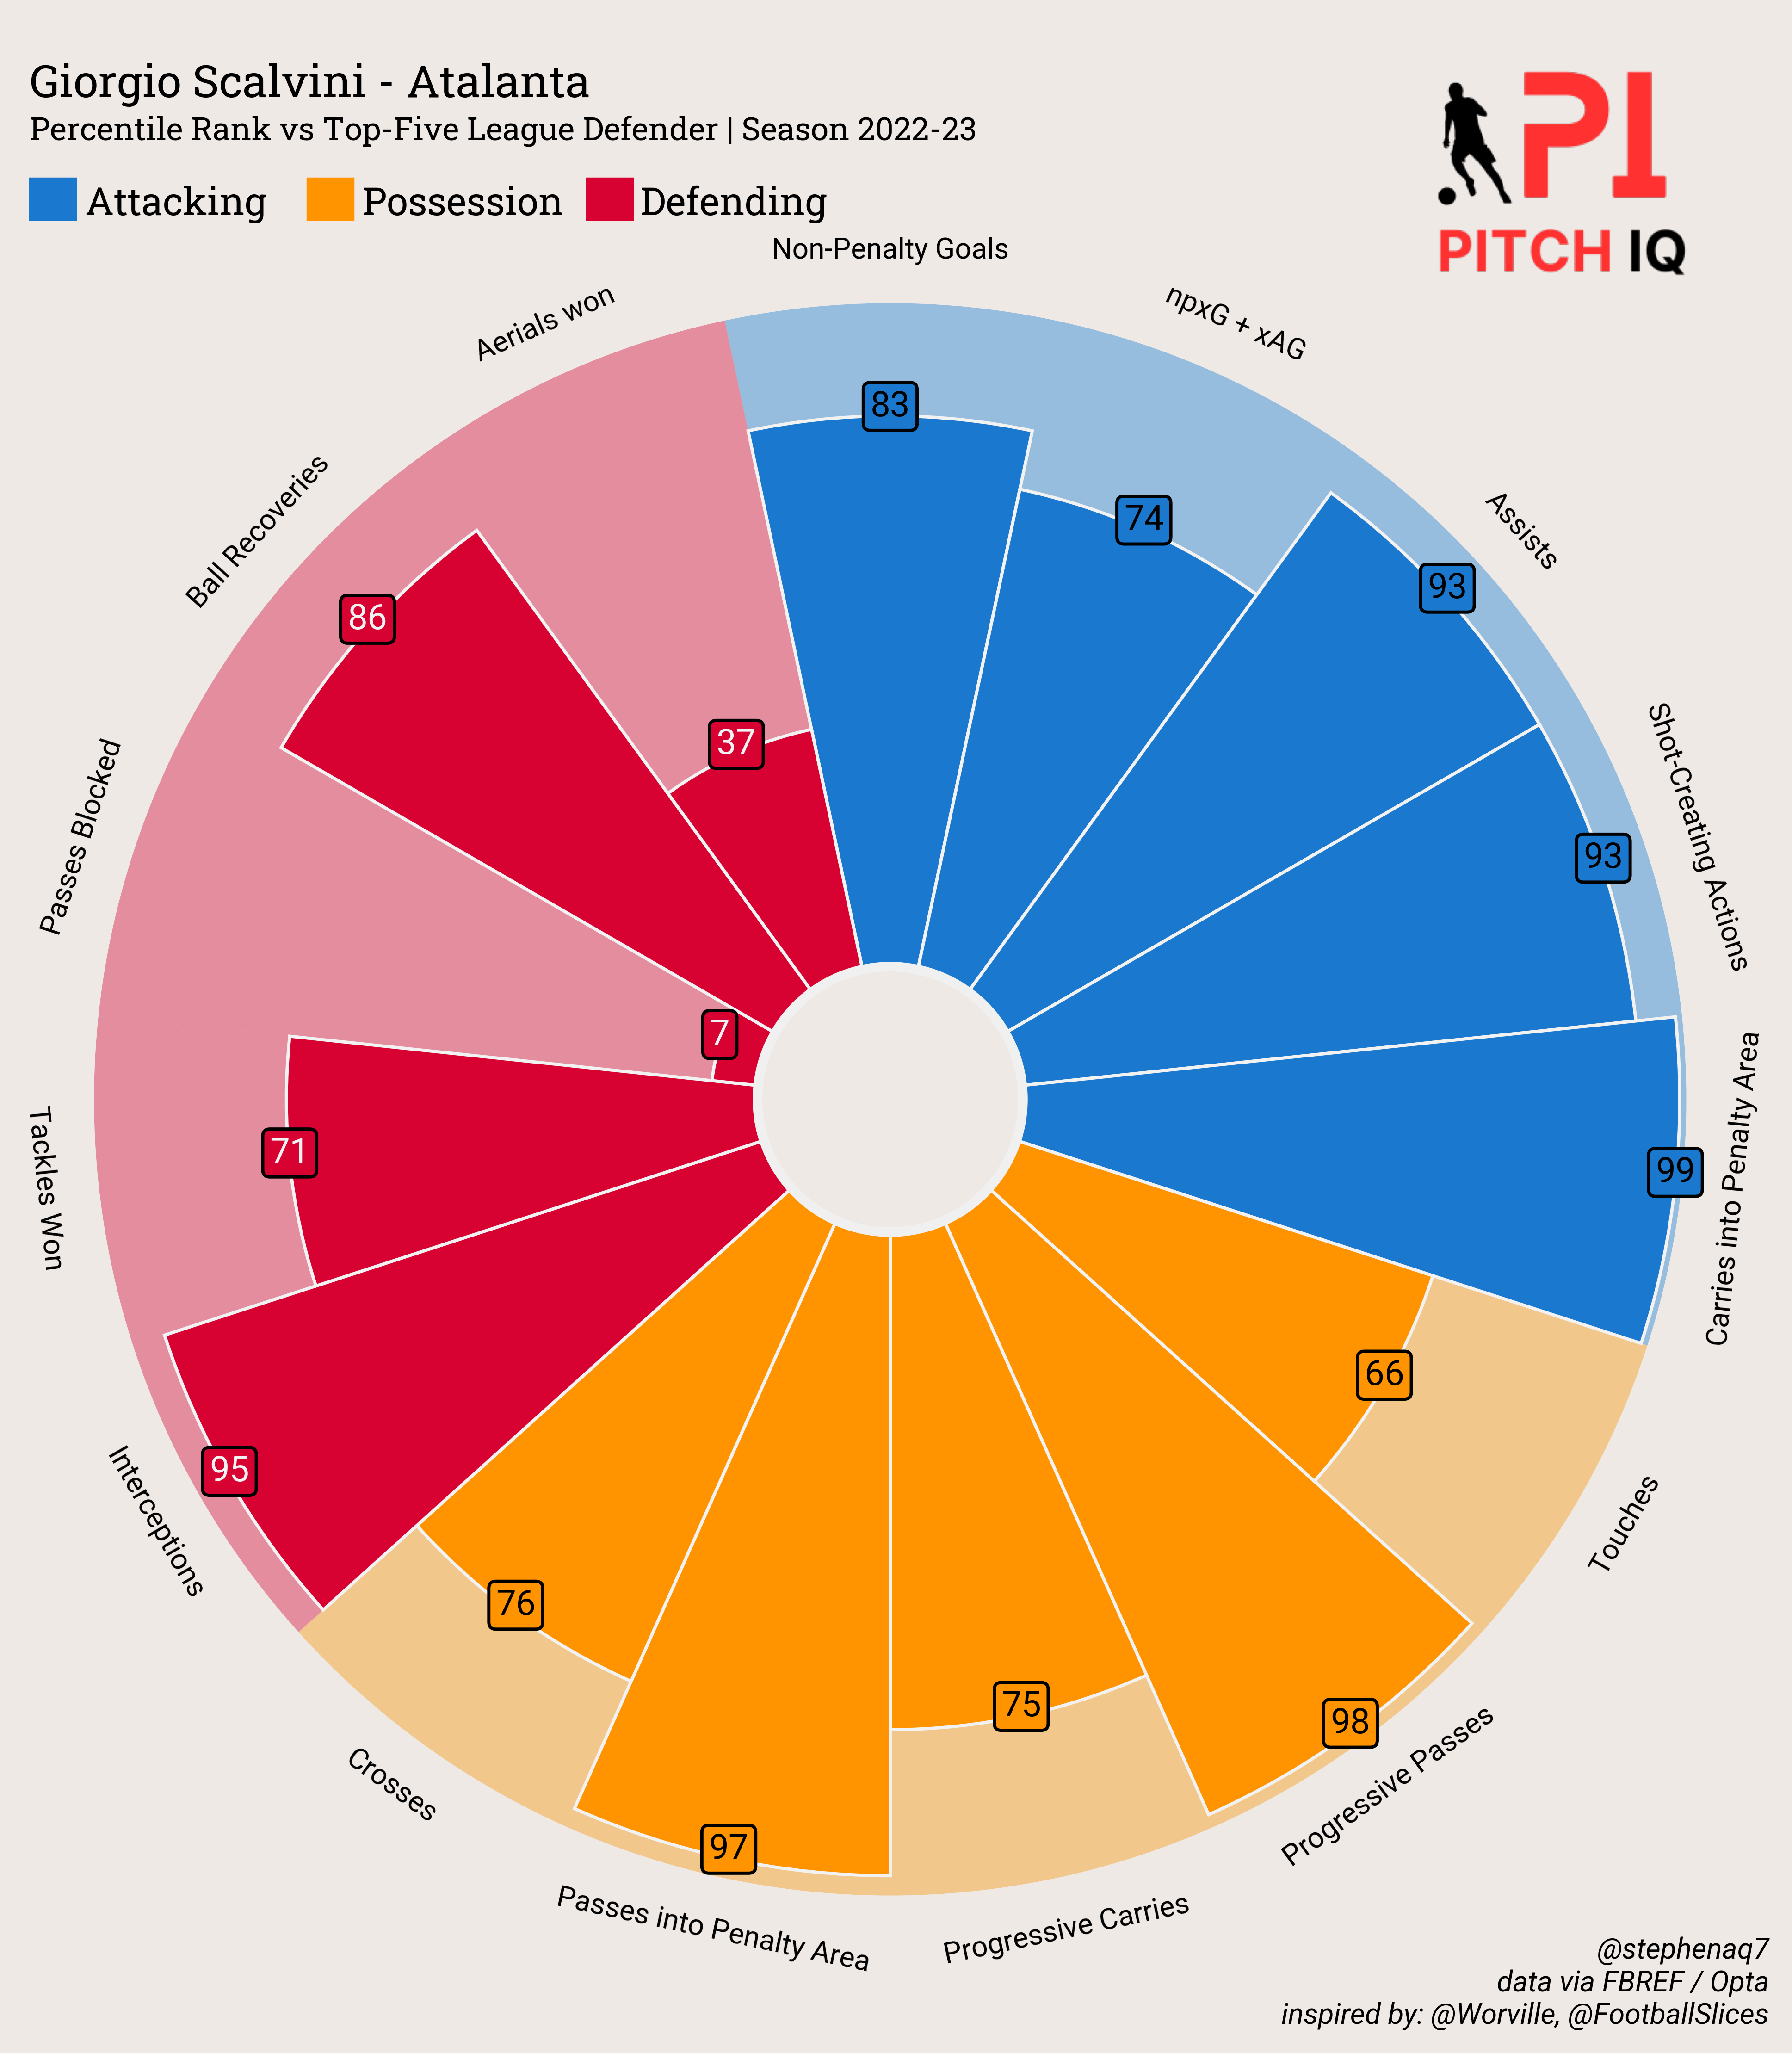 Giorgio Scalvini - Atalanta
Percentile Rank vs Top-Five League Defender | Season 2022-23
Attacking
Possession
Defending
PI
PITCH IQ
Non-Penalty Goals
83
npxG + xAG
74
Assists
93
Shot-Creating Actions
93
Carries into Penalty Area
99
Touches
66
Progressive Passes
98
Progressive Carries
75
Passes into Penalty Area
97
Crosses
76
Interceptions
95
Tackles Won
71
Passes Blocked
7
Ball Recoveries
86
Aerials won
37
@stephenaq7
data via FBREF / Opta
inspired by: @Worville, @FootballSlices